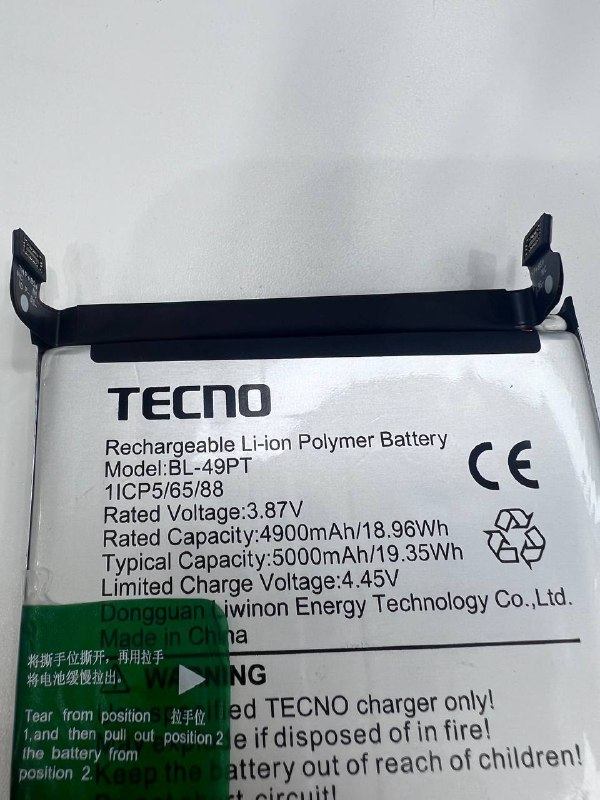 TECNO
Rechargeable Li-ion Polymer Battery
Model:BL-49PT
1ICP5/65/88
CE
Rated Voltage:3.87V
Rated Capacity:4900mAh/18.96Wh
Typical Capacity:5000mAh/19.35Wh
Limited Charge Voltage:4.45V
Dongguan Liwinon Energy Technology Co.,Ltd.
Made in China
WARNING
TECNO charger only!
explode if disposed of in fire!
Keep the battery out of reach of children!
short circuit!
将撕手位撕开，再用拉手
将电池缓慢拉出。
Tear from position 拉手位
1,and then pull out position 2
the battery from
position 2.